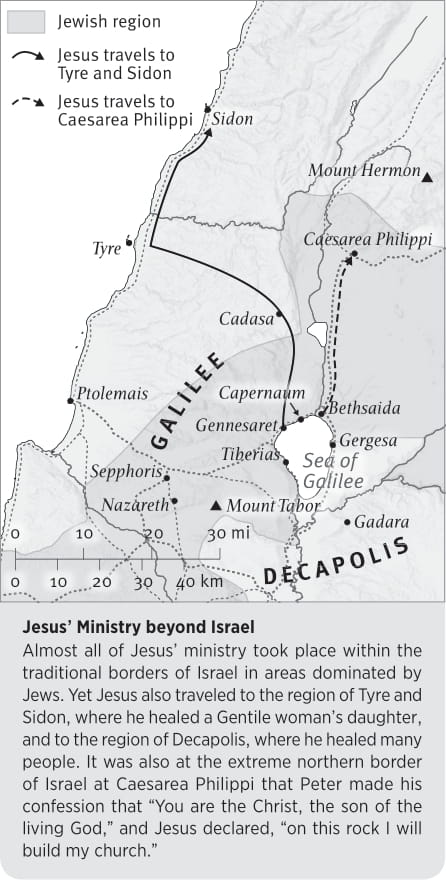 Jewish region
Jesus travels to
Tyre and Sidon
Jesus travels to
Caesarea Philippi
Sidon
Mount Hermon
Caesarea Philippi
Tyre
Cadasa
GALILEE
Capernaum
Ptolemais
Bethsaida
Gennesaret
Gergesa
Tiberias
Sea of
Galilee
Sepphoris
Nazareth
Mount Tabor
Gadara
0 10 20 30 mi
0 10 20 30 40 km
DECAPOLIS
Jesus’ Ministry beyond Israel
Almost all of Jesus’ ministry took place within the
traditional borders of Israel in areas dominated by
Jews. Yet Jesus also traveled to the region of Tyre and
Sidon, where he healed a Gentile woman’s daughter,
and to the region of Decapolis, where he healed many
people. It was also at the extreme northern border
of Israel at Caesarea Philippi that Peter made his
confession that “You are the Christ, the son of the
living God,” and Jesus declared, “on this rock I will
build my church.”